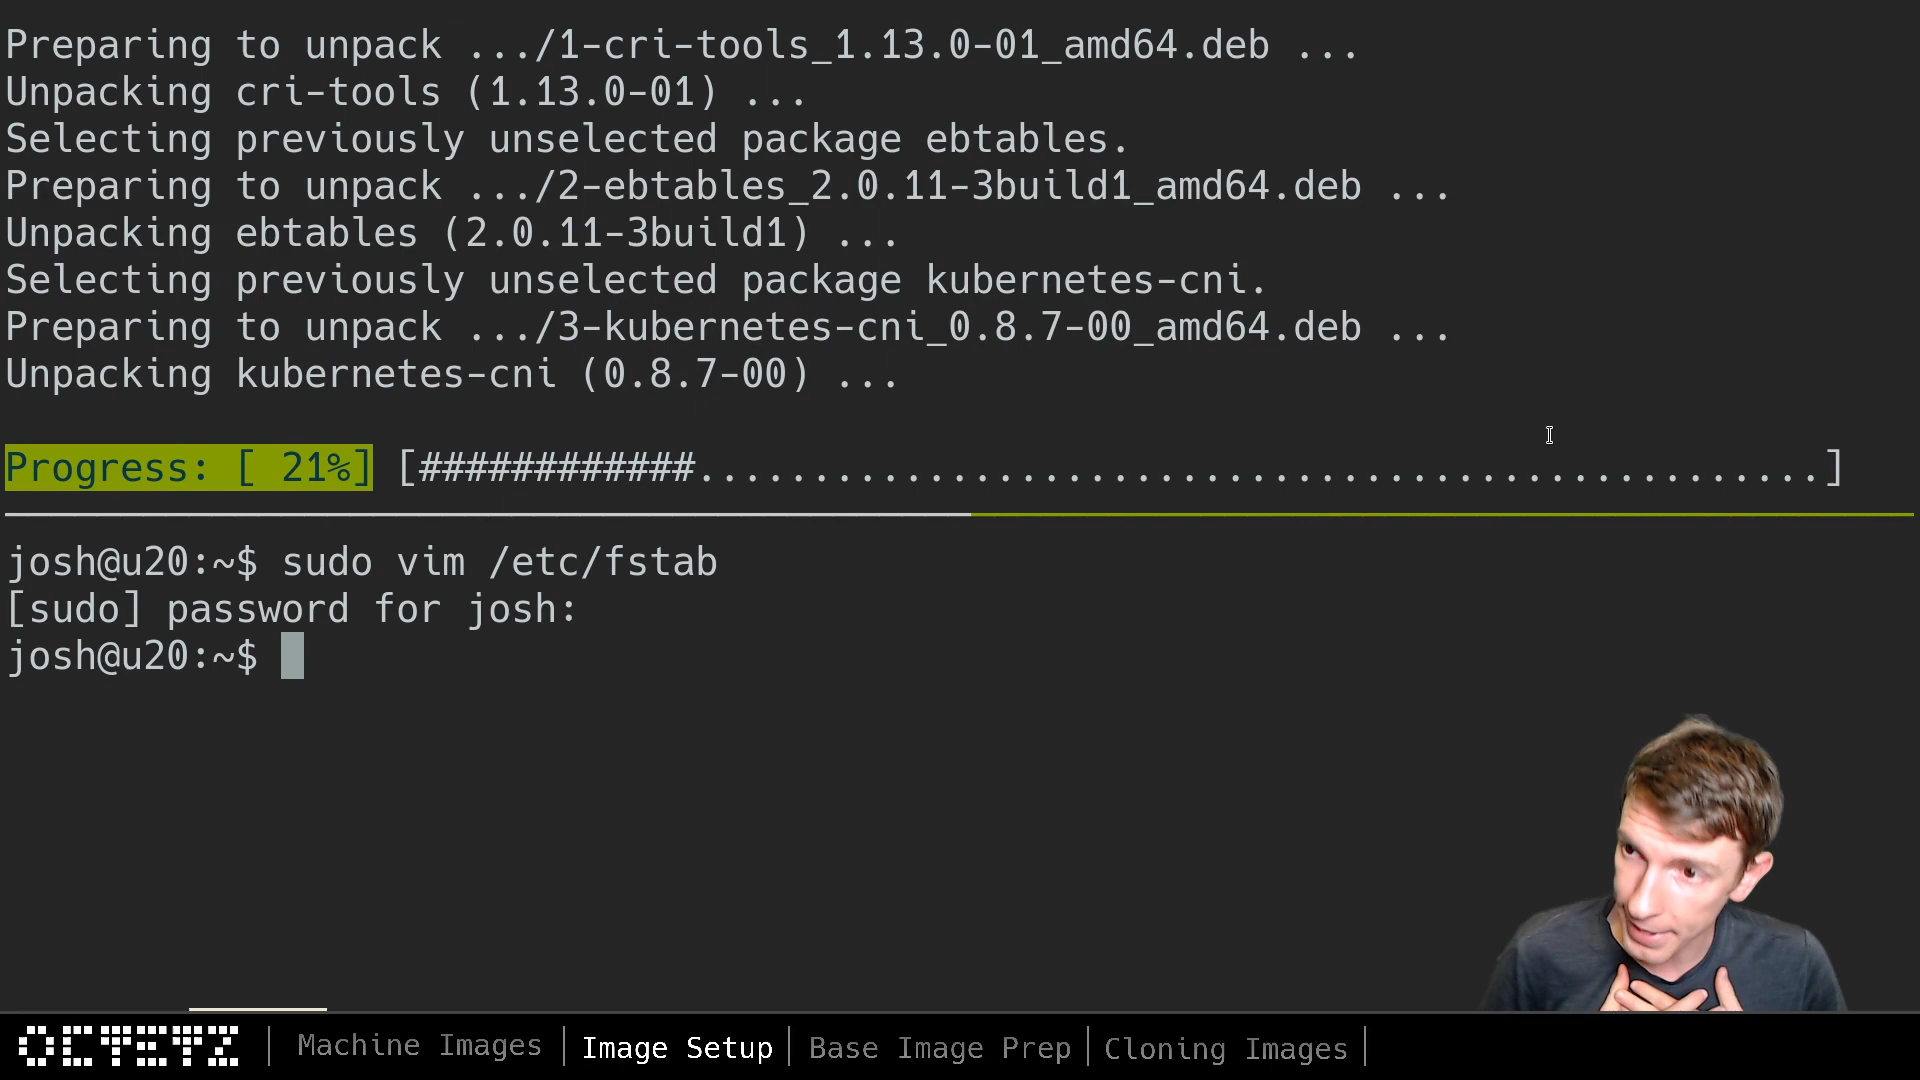 Preparing to unpack .../1-cri-tools_1.13.0-01_amd64.deb ...
Unpacking cri-tools (1.13.0-01) ...
Selecting previously unselected package ebtables.
Preparing to unpack .../2-ebtables_2.0.11-3build1_amd64.deb ...
Unpacking ebtables (2.0.11-3build1) ...
Selecting previously unselected package kubernetes-cni.
Preparing to unpack .../3-kubernetes-cni_0.8.7-00_amd64.deb ...
Unpacking kubernetes-cni (0.8.7-00) ...
Progress: [ 21%] [############.................................................]
josh@u20:~$ sudo vim /etc/fstab
[sudo] password for josh:
josh@u20:~$
OCTETZ | Machine Images | Image Setup | Base Image Prep | Cloning Images |